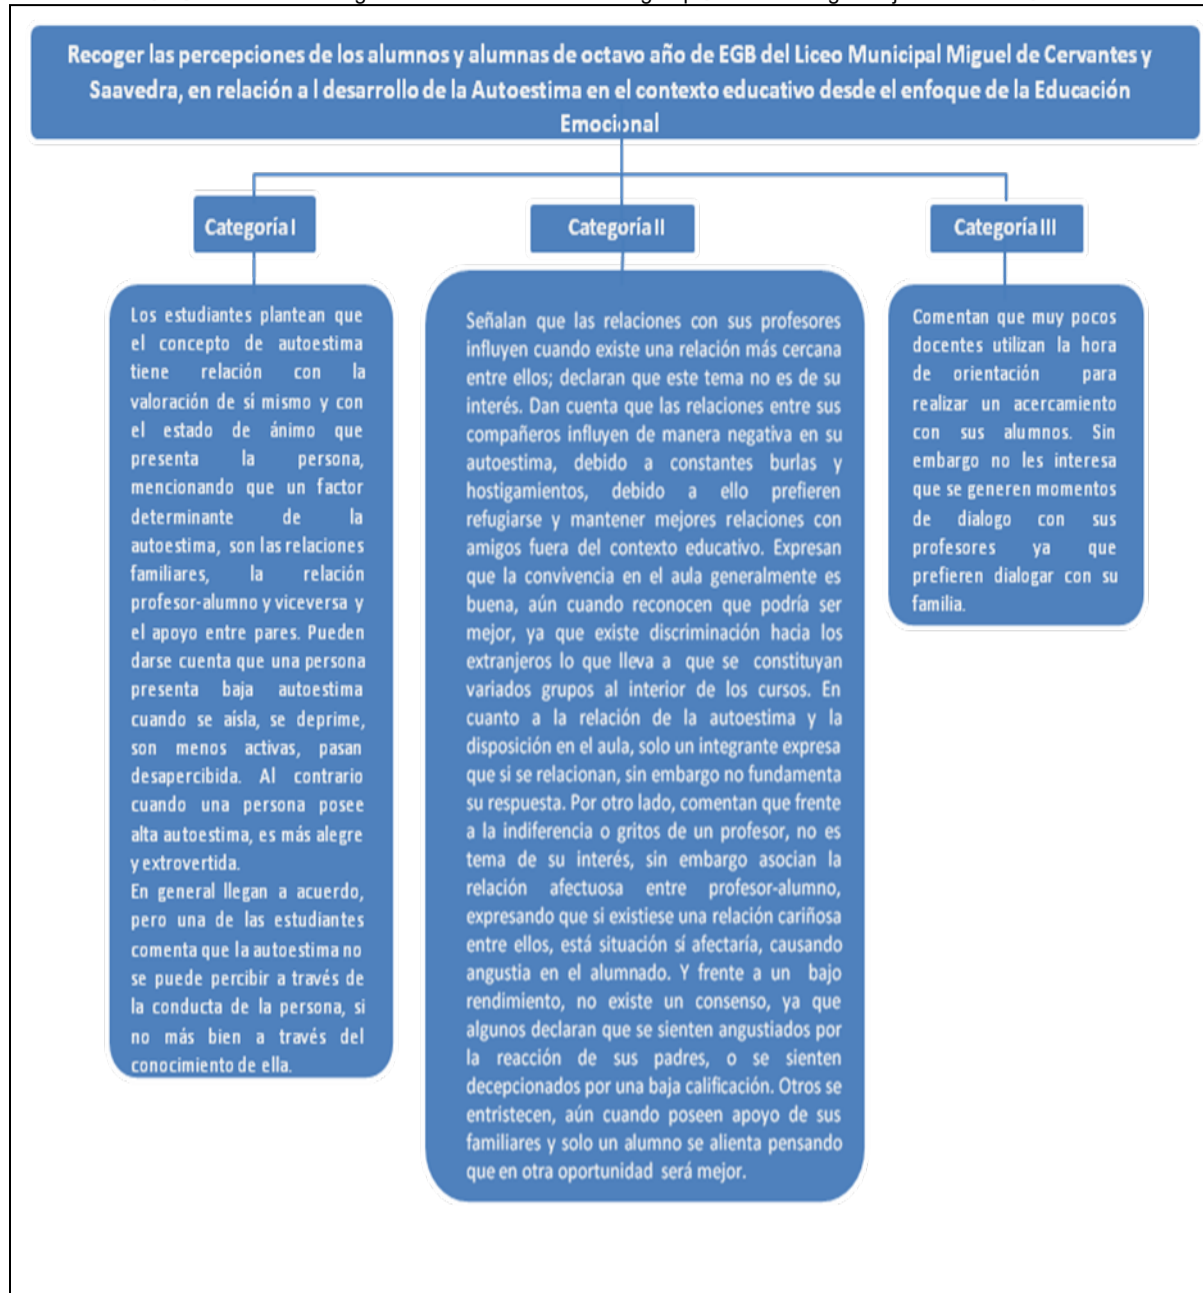 Recoger las percepciones de los alumnos y alumnas de octavo año de EGB del Liceo Municipal Miguel de Cervantes y
Saavedra, en relación a l desarrollo de la Autoestima en el contexto educativo desde el enfoque de la Educación
Emocional
Categoría I
Los estudiantes plantean que
el concepto de autoestima
tiene relación con la
valoración de sí mismo y con
el estado de ánimo que
presenta la persona,
mencionando que un factor
determinante de la
autoestima, son las relaciones
familiares, la relación
profesor-alumno y viceversa y
el apoyo entre pares. Pueden
darse cuenta que una persona
presenta baja autoestima
cuando se aísla, se deprime,
son menos activas, pasan
desapercibida. Al contrario
cuando una persona posee
alta autoestima, es más alegre
y extrovertida.
En general llegan a acuerdo,
pero una de las estudiantes
comenta que la autoestima no
se puede percibir a través de
la conducta de la persona, si
no más bien a través del
conocimiento de ella.
Categoría II
Señalan que las relaciones con sus profesores
influyen cuando existe una relación más cercana
entre ellos; declaran que este tema no es de su
interés. Dan cuenta que las relaciones entre sus
compañeros influyen de manera negativa en su
autoestima, debido a constantes burlas y
hostigamientos, debido a ello prefieren
refugiarse y mantener mejores relaciones con
amigos fuera del contexto educativo. Expresan
que la convivencia en el aula generalmente es
buena, aún cuando reconocen que podría ser
mejor, ya que existe discriminación hacia los
extranjeros lo que lleva a que se constituyan
variados grupos al interior de los cursos. En
cuanto a la relación de la autoestima y la
disposición en el aula, solo un integrante expresa
que si se relacionan, sin embargo no fundamenta
su respuesta. Por otro lado, comentan que frente
a la indiferencia o gritos de un profesor, no es
tema de su interés, sin embargo asocian la
relación afectuosa entre profesor-alumno,
expresando que si existiese una relación cariñosa
entre ellos, está situación sí afectaría, causando
angustia en el alumnado. Y frente a un bajo
rendimiento, no existe un consenso, ya que
algunos declaran que se sienten angustiados por
la reacción de sus padres, o se sienten
decepcionados por una baja calificación. Otros se
entristecen, aún cuando poseen apoyo de sus
familiares y solo un alumno se alienta pensando
que en otra oportunidad será mejor.
Categoría III
Comentan que muy pocos
docentes utilizan la hora
de orientación para
realizar un acercamiento
con sus alumnos. Sin
embargo no les interesa
que se generen momentos
de dialogo con sus
profesores ya que
prefieren dialogar con su
familia.